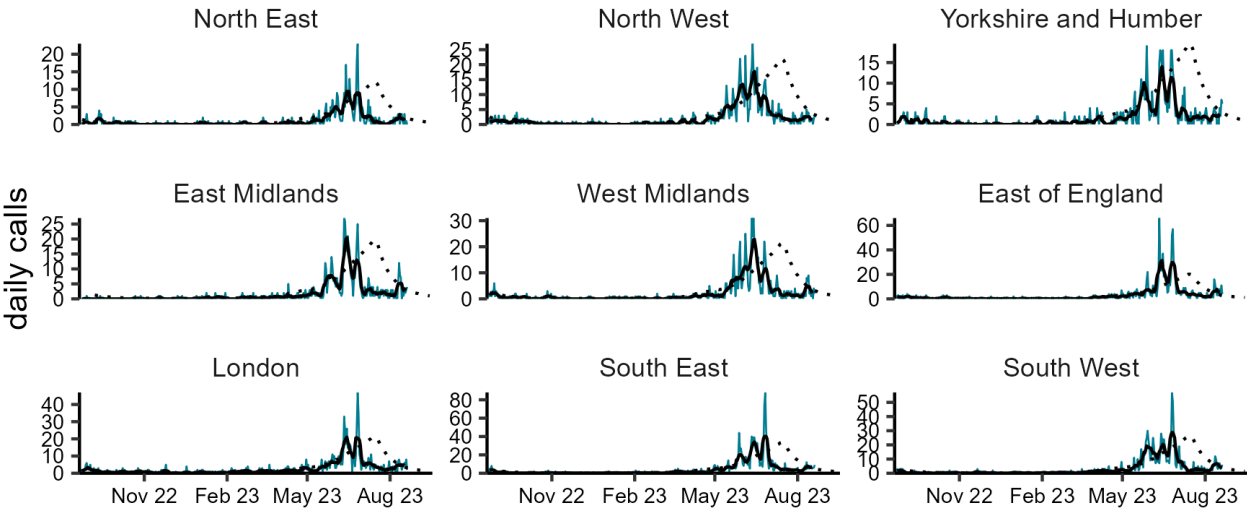 North East North West Yorkshire and Humber
20 25 15
15 20 10
10 15 5
5 10 0
0 5
0
East Midlands West Midlands East of England
25 30 60
20 20 40
15 10 20
10 0 0
5
0
daily calls
London South East South West
40 80 50
30 60 40
20 40 30
10 20 20
0 0 10
0
Nov 22 Feb 23 May 23 Aug 23 Nov 22 Feb 23 May 23 Aug 23 Nov 22 Feb 23 May 23 Aug 23